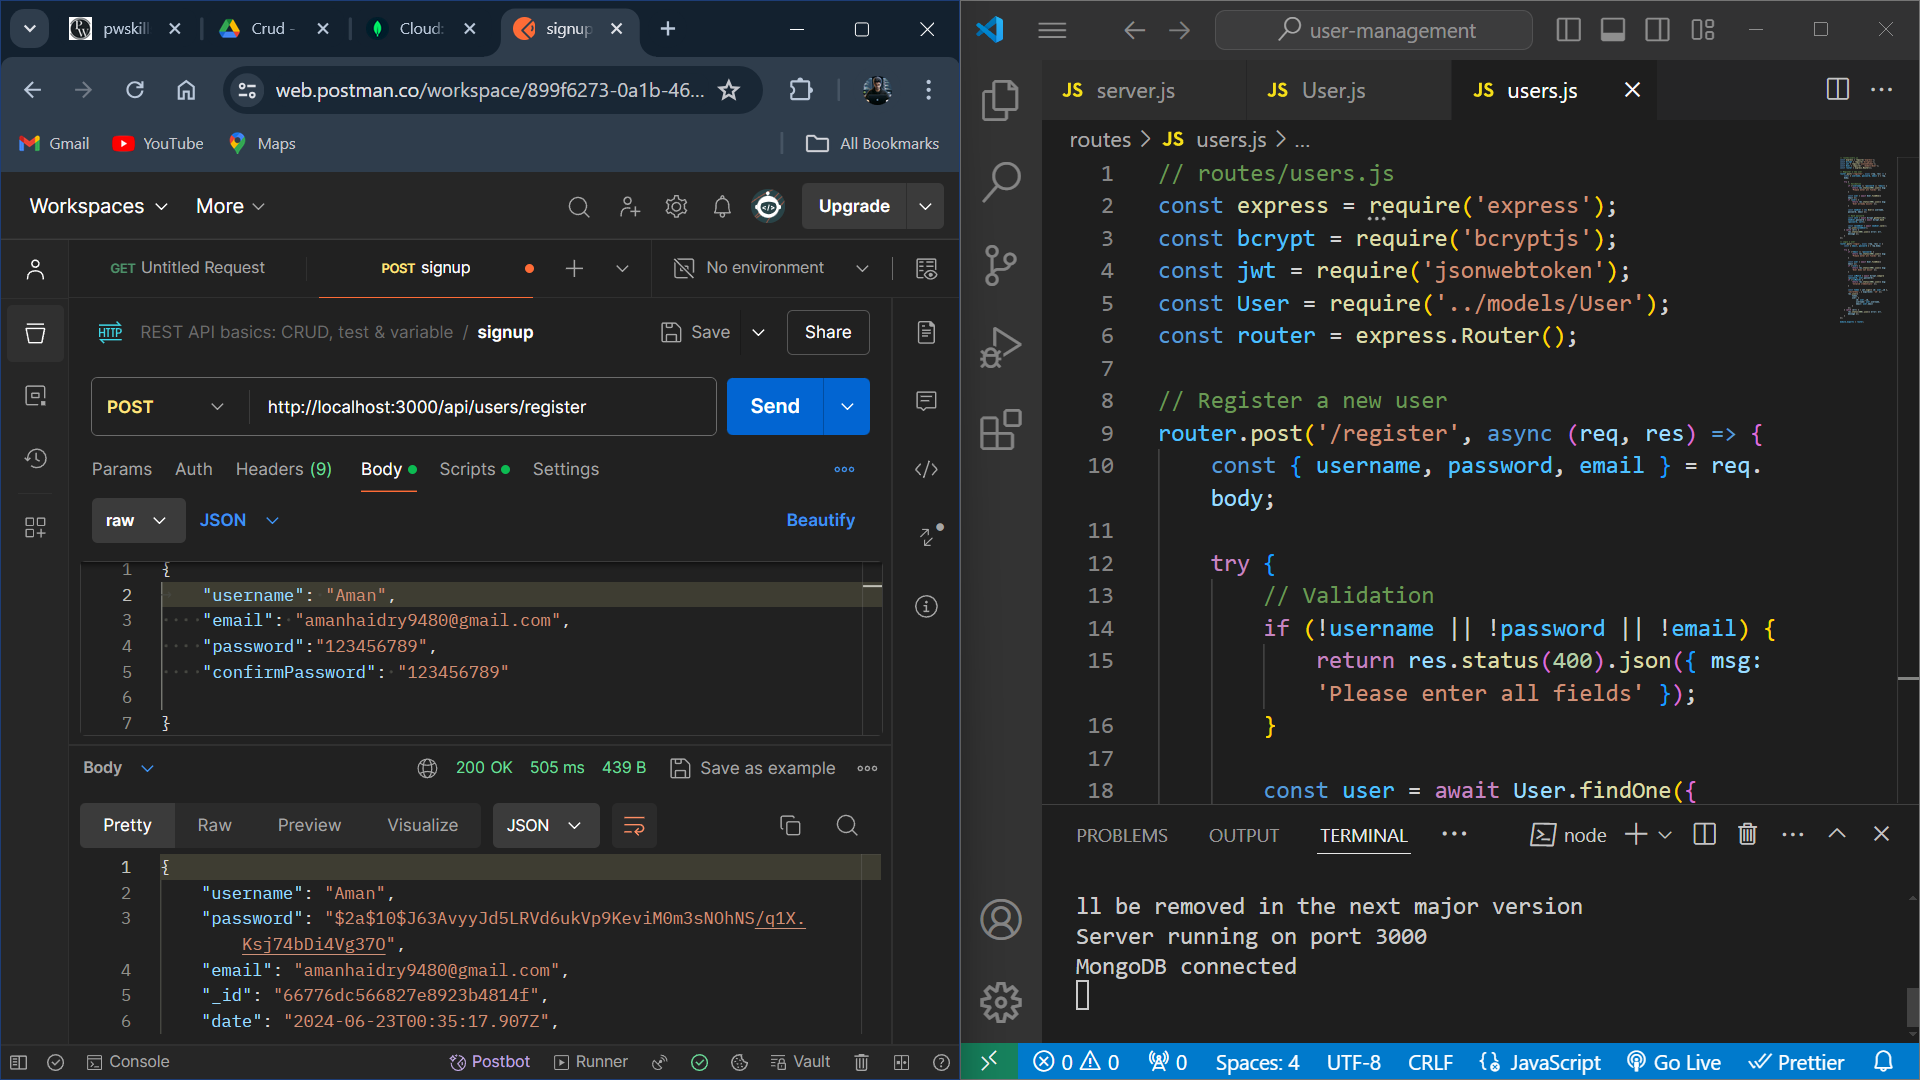 pwskill
Crud -
Cloud:
signup
web.postman.co/workspace/899f6273-0a1b-46...
Gmail
YouTube
Maps
All Bookmarks
Workspaces
More
Upgrade
GET Untitled Request
POST signup
No environment
HTTP REST API basics: CRUD, test & variable / signup
Save
Share
POST
http://localhost:3000/api/users/register
Send
Params
Auth
Headers (9)
Body
Scripts
Settings
raw
JSON
Beautify
1 {
2 "username": "Aman",
3 "email": "amanhaidry9480@gmail.com",
4 "password":"123456789",
5 "confirmPassword": "123456789"
6
7 }
Body
200 OK 505 ms 439 B
Save as example
Pretty
Raw
Preview
Visualize
JSON
1 {
2 "username": "Aman",
3 "password": "$2a$10$J63AvyyJd5LRVd6ukVp9KeviM0m3sNOhNS/q1X.
Ksj74bDi4Vg37O",
4 "email": "amanhaidry9480@gmail.com",
5 "_id": "66776dc566827e8923b4814f",
6 "date": "2024-06-23T00:35:17.907Z",
Console
Postbot
Runner
Vault
user-management
JS server.js
JS User.js
JS users.js
routes > JS users.js > ...
1 // routes/users.js
2 const express = require('express');
3 const bcrypt = require('bcryptjs');
4 const jwt = require('jsonwebtoken');
5 const User = require('../models/User');
6 const router = express.Router();
7
8 // Register a new user
9 router.post('/register', async (req, res) => {
10 const { username, password, email } = req.
body;
11
12 try {
13 // Validation
14 if (!username || !password || !email) {
15 return res.status(400).json({ msg:
'Please enter all fields' });
16 }
17
18 const user = await User.findOne({
PROBLEMS
OUTPUT
TERMINAL
node
ll be removed in the next major version
Server running on port 3000
MongoDB connected
0 0
0
Spaces: 4
UTF-8
CRLF
{} JavaScript
Go Live
Prettier